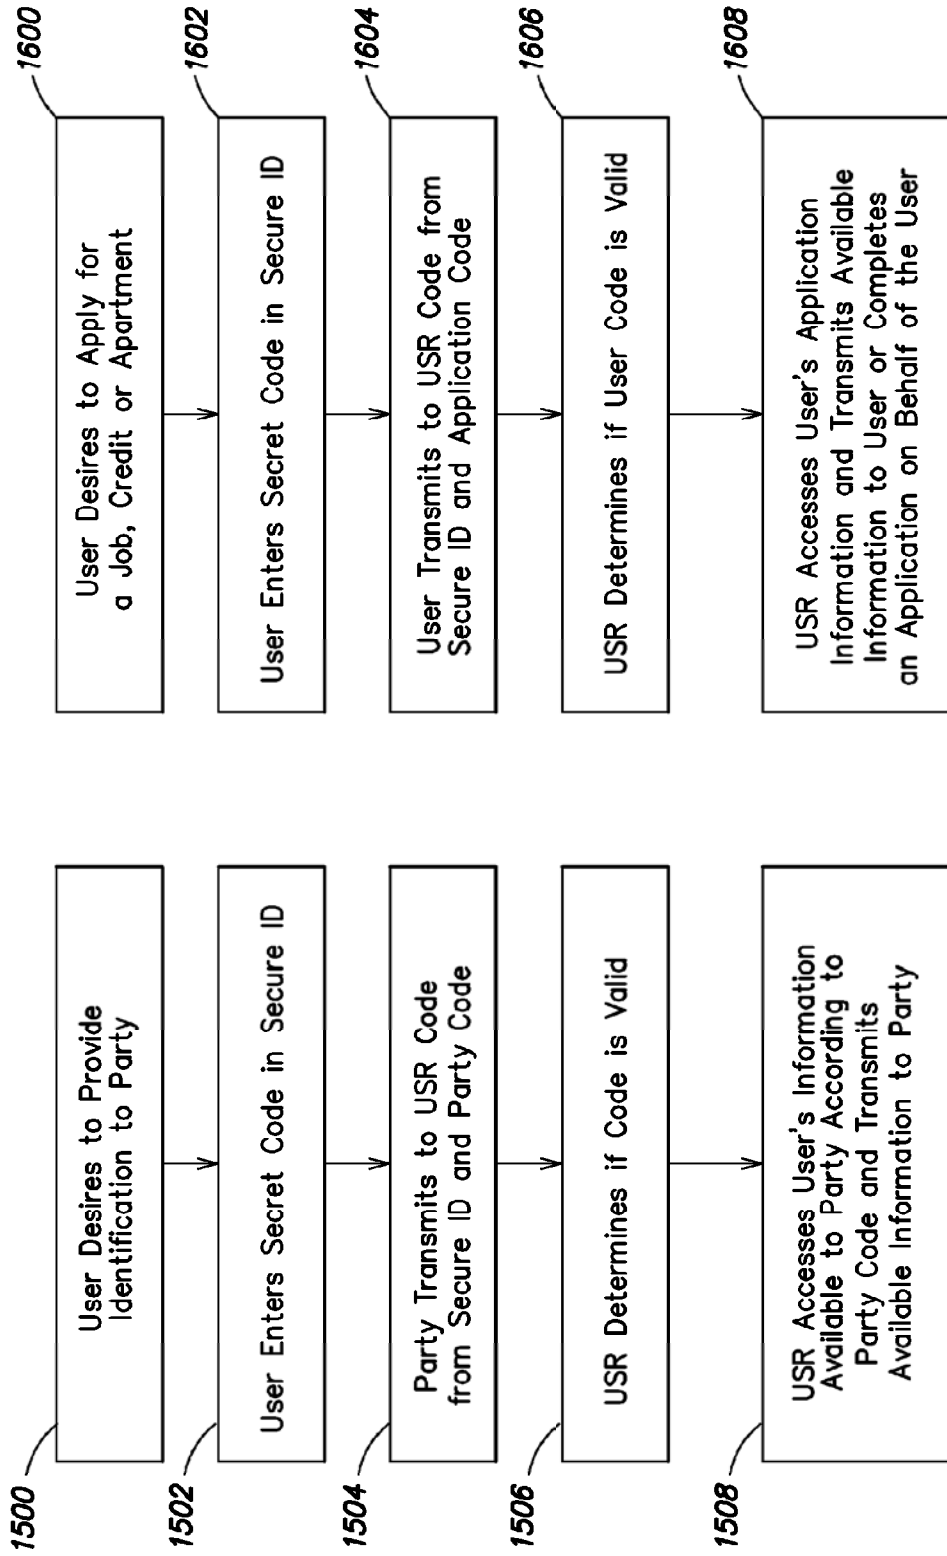 1500
User Desires to Provide
Identification to Party
1502
User Enters Secret Code in Secure ID
1504
Party Transmits to USR Code
from Secure ID and Party Code
1506
USR Determines if Code is Valid
1508
USR Accesses User's Information
Available to Party According to
Party Code and Transmits
Available Information to Party
1600
User Desires to Apply for
a Job, Credit or Apartment
1602
User Enters Secret Code in Secure ID
1604
User Transmits to USR Code from
Secure ID and Application Code
1606
USR Determines if User Code is Valid
1608
USR Accesses User's Application
Information and Transmits Available
Information to User or Completes
an Application on Behalf of the User